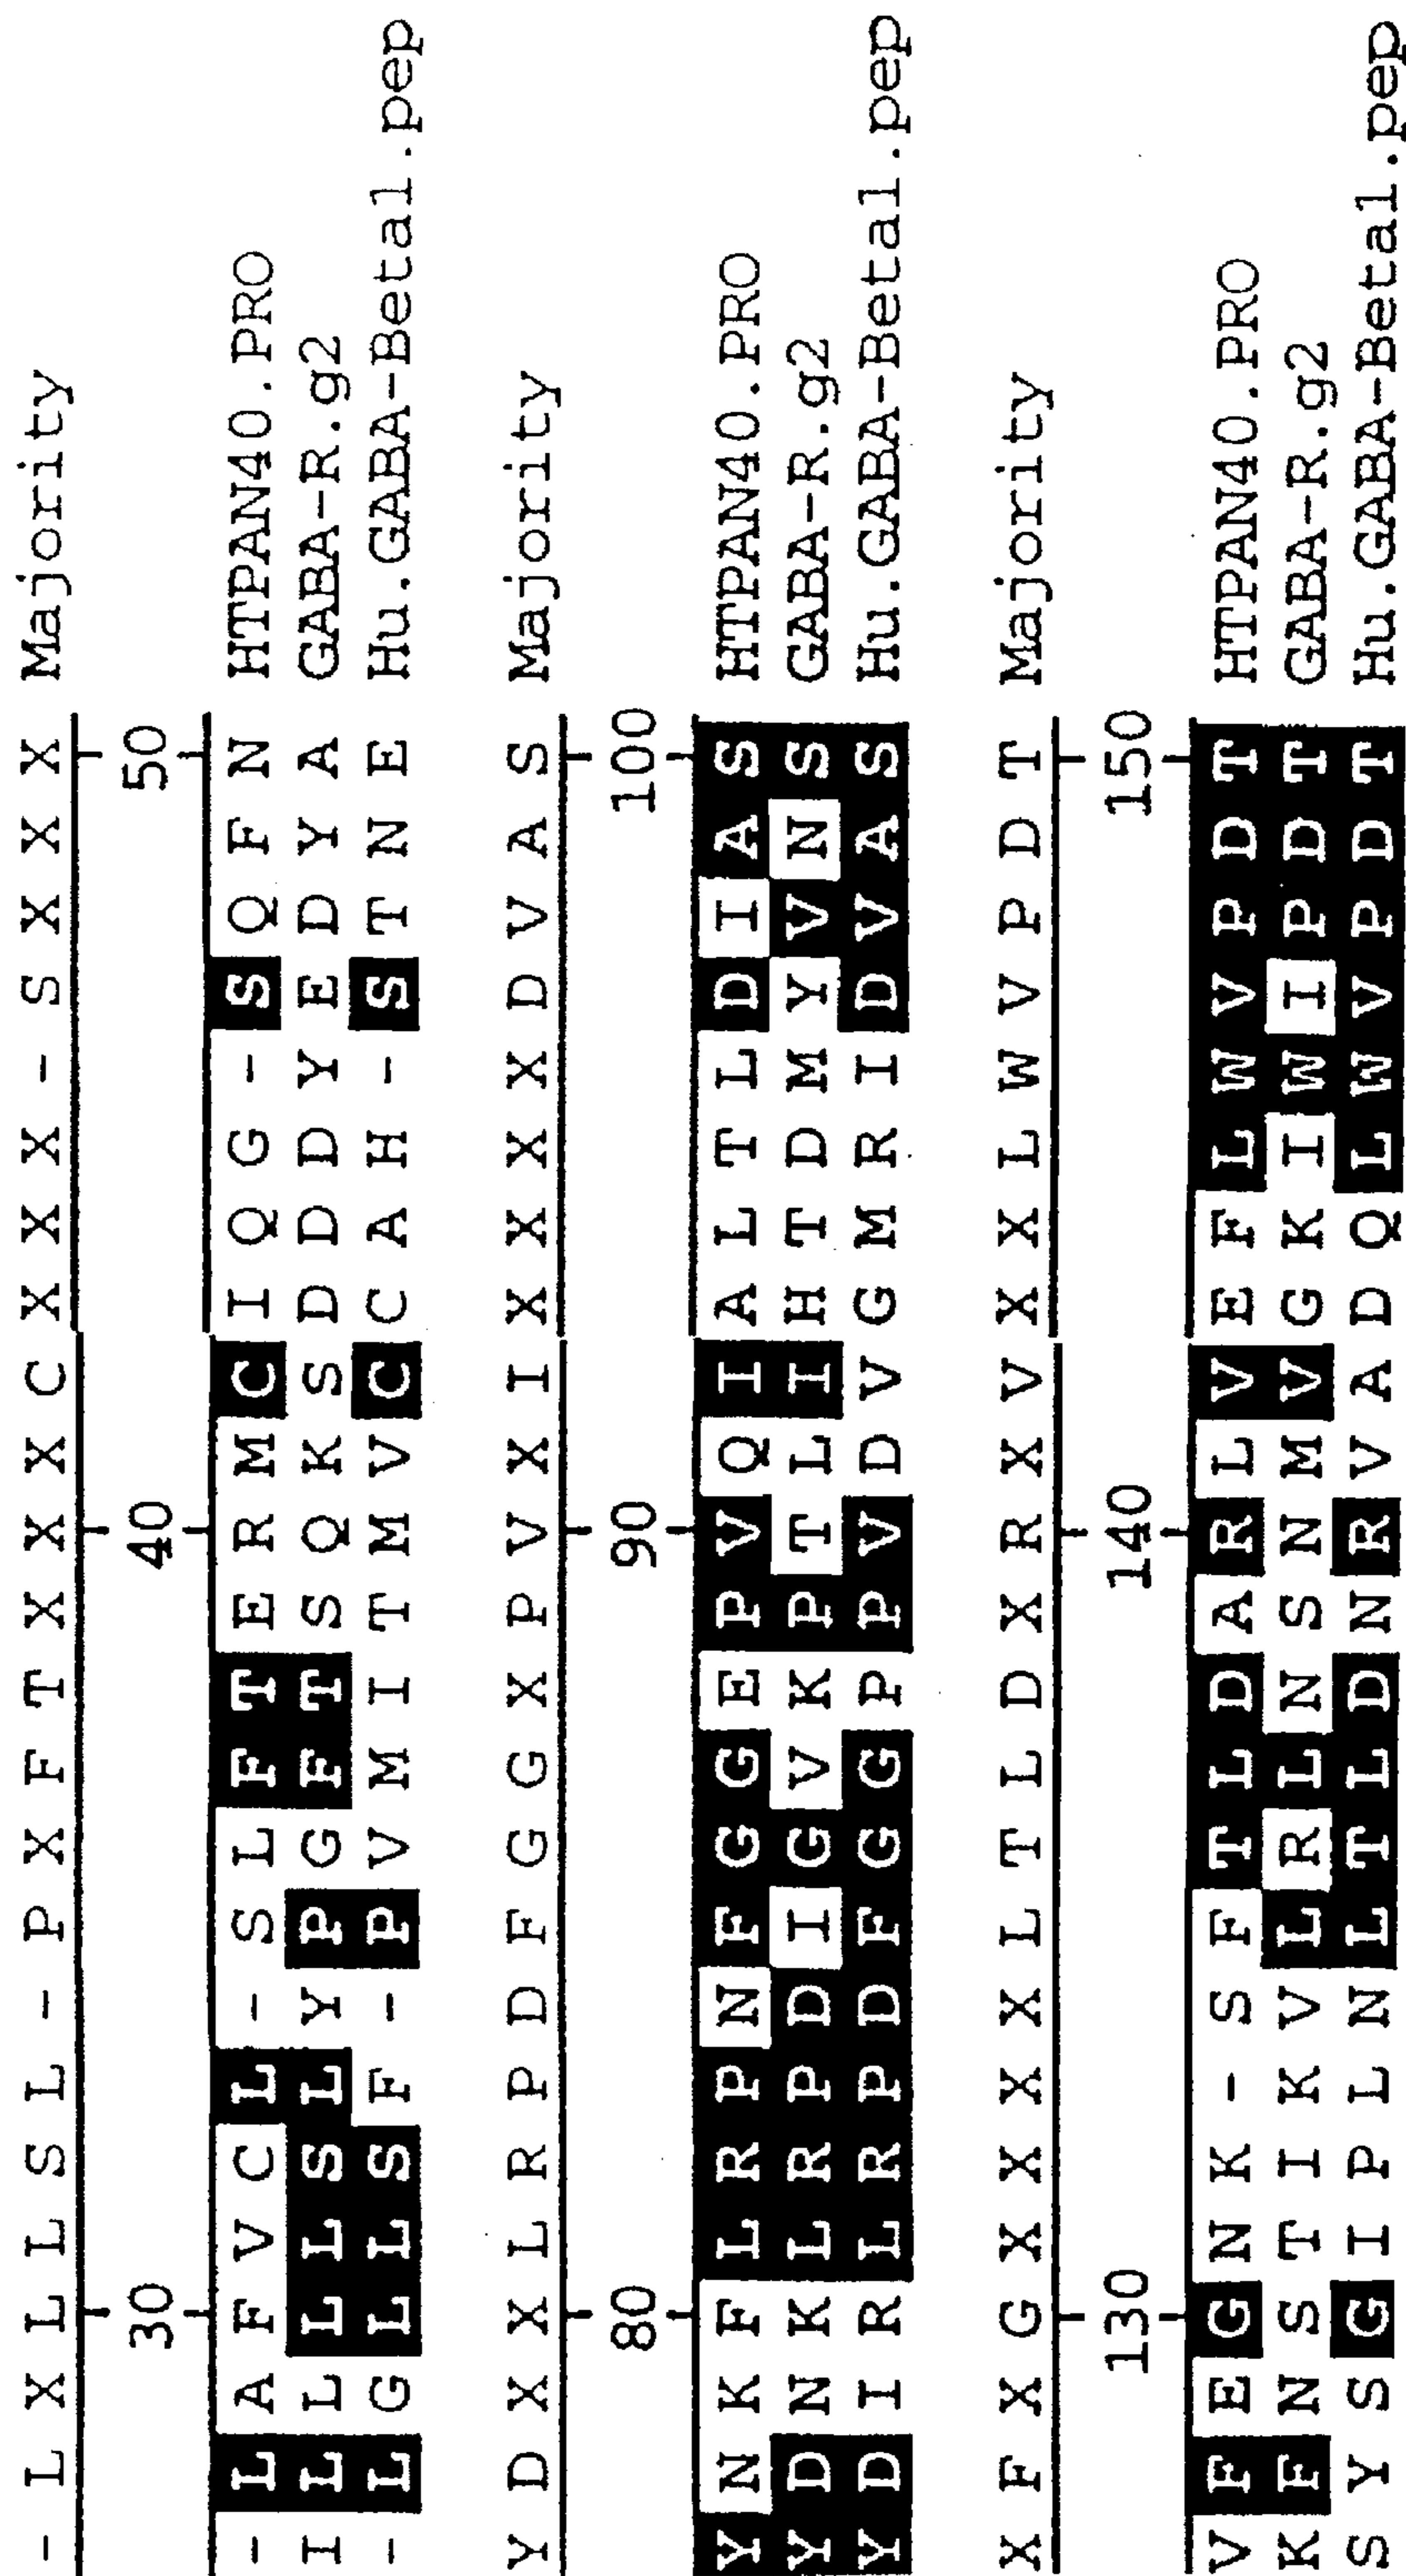 - L X L L S L - P X F T X X X C X X X - S X X X Majority
30 40 50
- L A F V C L - S L F T E R M C I Q G - S Q F N HTPAN40.PRO
I L L L L S L Y P G F T S Q K S D D D Y E D Y A GABA-R.g2
- L G L L S F - P V M I T M V C C A H - S T N E Hu.GABA-Beta1.pep
Y D X X L R P D F G G X P V X I X X X X D V A S Majority
80 90 100
Y N K F L R P N F G G E P V Q I A L T L D I A S HTPAN40.PRO
Y D N K L R P D I G V K P T L I H T D M Y V N S GABA-R.g2
Y D I R L R P D F G G P P V D V G M R I D V A S Hu.GABA-Beta1.pep
X F X G X X X X L T L D X R X V X X L W V P D T Majority
130 140 150
V F E G N K - S F T L D A R L V E F L W V P D T HTPAN40.PRO
K F N S T I K V L R L N S N M V G K I W I P D T GABA-R.g2
S Y S G I P L N L T L D N R V A D Q L W V P D T Hu.GABA-Beta1.pep